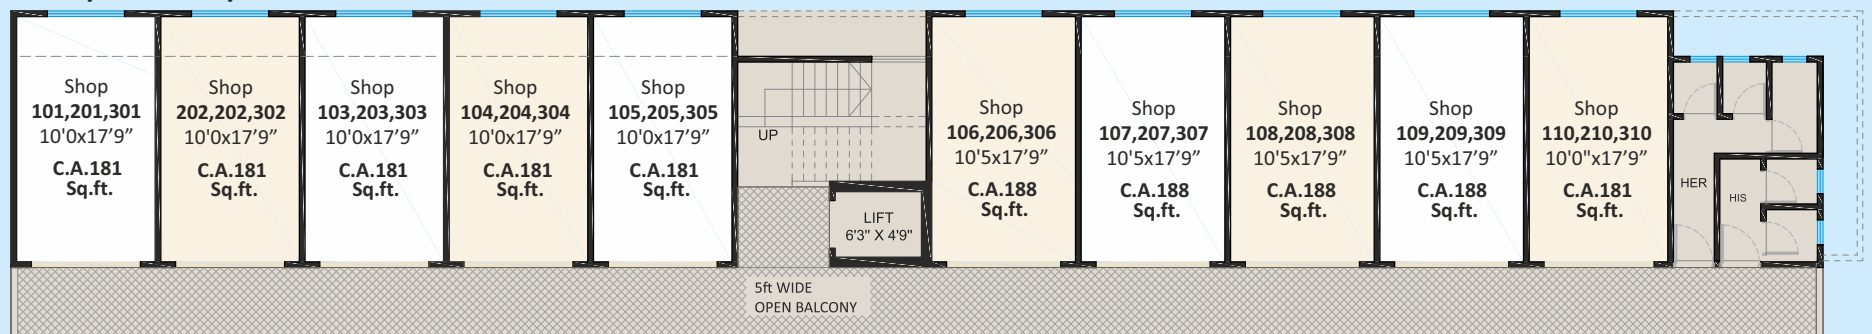 Shop
101,201,301
10'0x17'9”
C.A.181
Sq.ft.
Shop
202,202,302
10'0x17'9”
C.A.181
Sq.ft.
Shop
103,203,303
10'0x17'9”
C.A.181
Sq.ft.
Shop
104,204,304
10'0x17'9”
C.A.181
Sq.ft.
Shop
105,205,305
10'0x17'9”
C.A.181
Sq.ft.
UP
LIFT
6'3" X 4'9"
Shop
106,206,306
10'5x17'9”
C.A.188
Sq.ft.
Shop
107,207,307
10'5x17'9”
C.A.188
Sq.ft.
Shop
108,208,308
10'5x17'9”
C.A.188
Sq.ft.
Shop
109,209,309
10'5x17'9”
C.A.188
Sq.ft.
Shop
110,210,310
10'0"x17'9”
C.A.181
Sq.ft.
HER
HIS
5ft WIDE
OPEN BALCONY